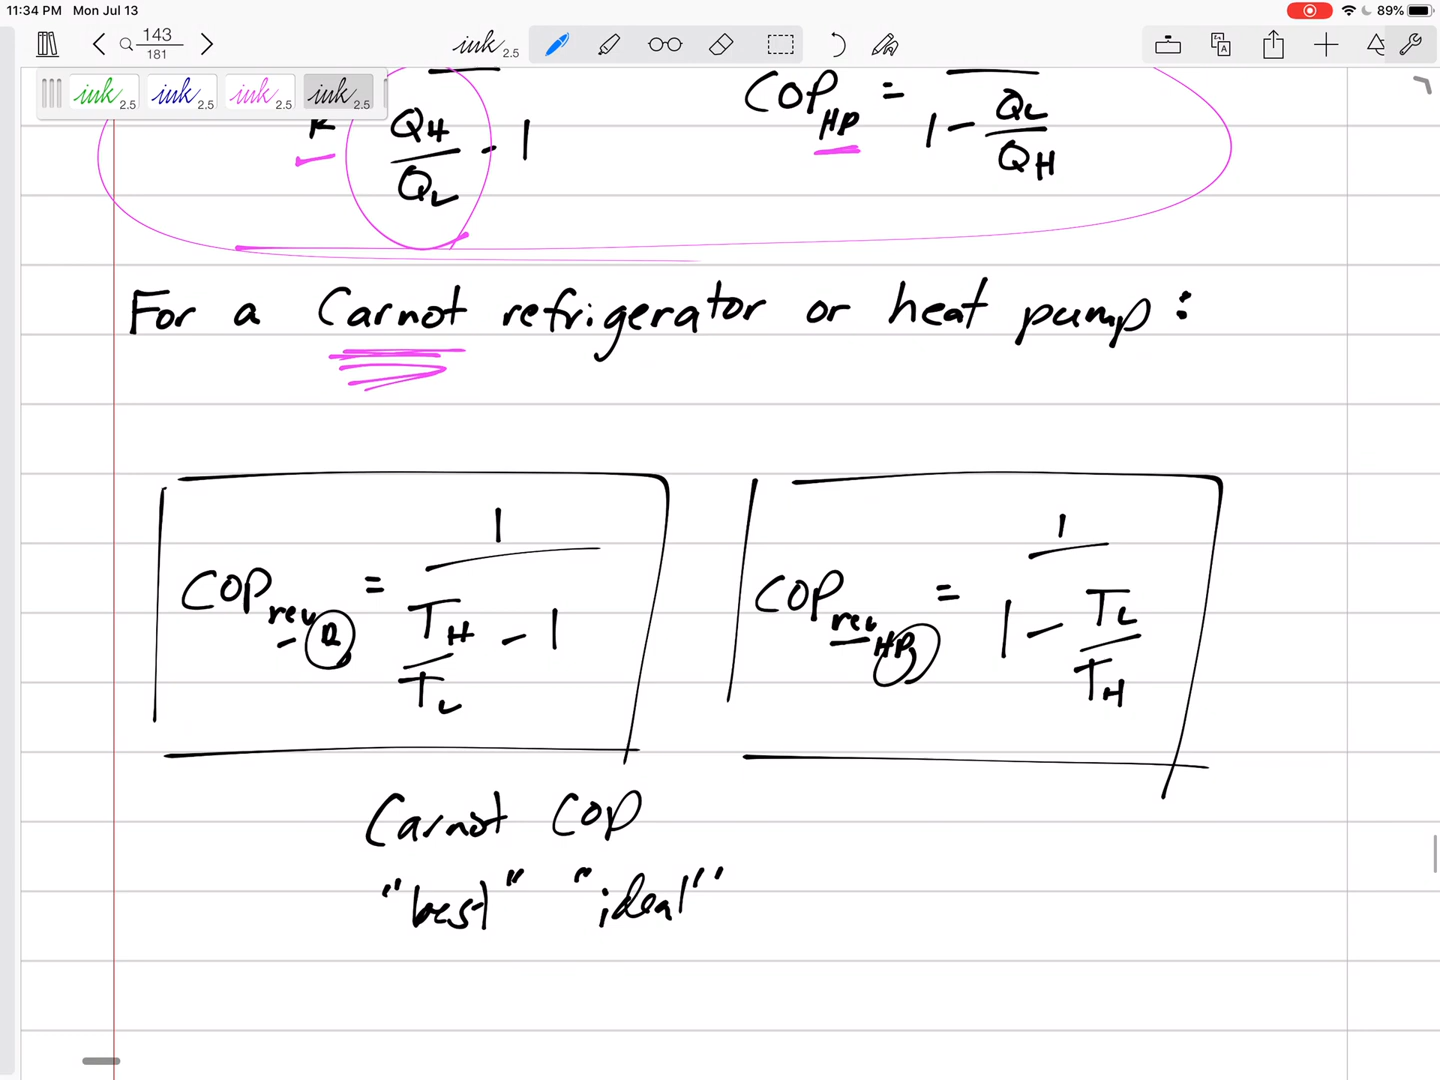 11:34 PM Mon Jul 13 89%
143
181
ink 2.5
ink 2.5 ink 2.5 ink 2.5 ink 2.5
R Q_H / Q_L - 1 COP_HP = 1 - Q_L / Q_H
For a Carnot refrigerator or heat pump:
COP_rev R, = 1 / (T_H / T_L - 1) COP_rev HP, = 1 / (1 - T_L / T_H)
Carnot COP
"best" "ideal"